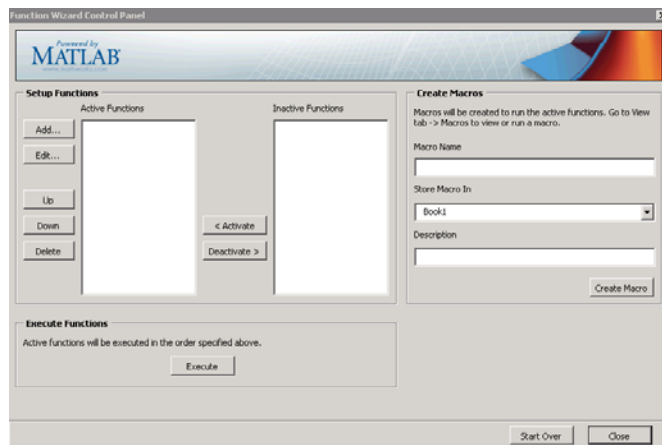 Function Wizard Control Panel
Powered by
MATLAB
www.mathworks.com
Setup Functions
Active Functions
Inactive Functions
Add...
Edit...
Up
Down
Delete
< Activate
Deactivate >
Create Macros
Macros will be created to run the active functions. Go to View
tab -> Macros to view or run a macro.
Macro Name
Store Macro In
Book1
Description
Create Macro
Execute Functions
Active functions will be executed in the order specified above.
Execute
Start Over
Close